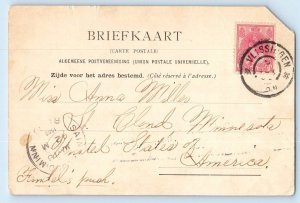 BRIEFKAART
(CARTE POSTALE)
ALGEMEENE POSTVEREENIGING (UNION POSTALE UNIVERSELLE).
Zijde voor het adres bestemd. (Côté réservé à l'adresse.)
VLISSINGEN
Miss Anna Miller
St. Minnesota
United States of
America.
MINN